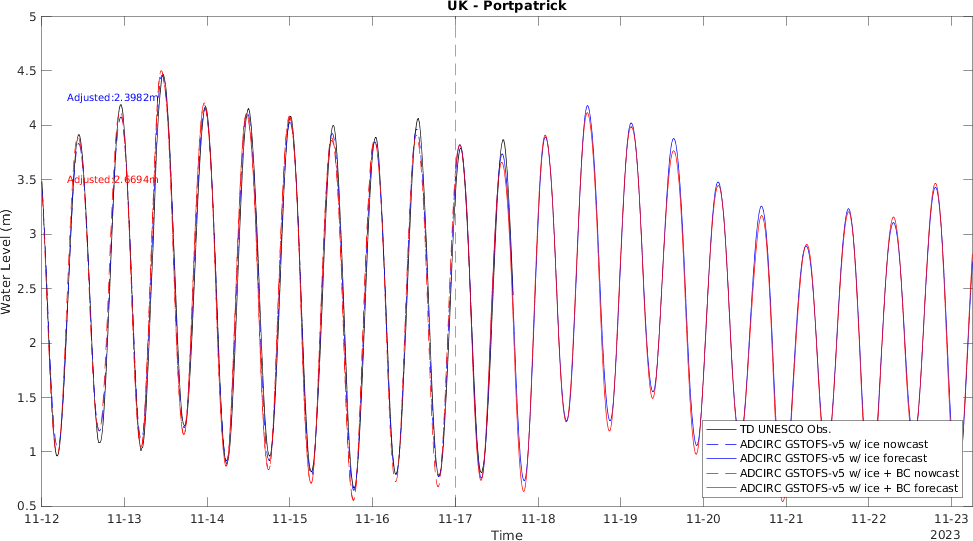 UK - Portpatrick
Water Level (m)
5
4.5
4
3.5
3
2.5
2
1.5
1
0.5
Adjusted:2.3982m
Adjusted:2.6694m
TD UNESCO Obs.
ADCIRC GSTOFS-v5 w/ ice nowcast
ADCIRC GSTOFS-v5 w/ ice forecast
ADCIRC GSTOFS-v5 w/ ice + BC nowcast
ADCIRC GSTOFS-v5 w/ ice + BC forecast
11-12 11-13 11-14 11-15 11-16 11-17 11-18 11-19 11-20 11-21 11-22 11-23
2023
Time